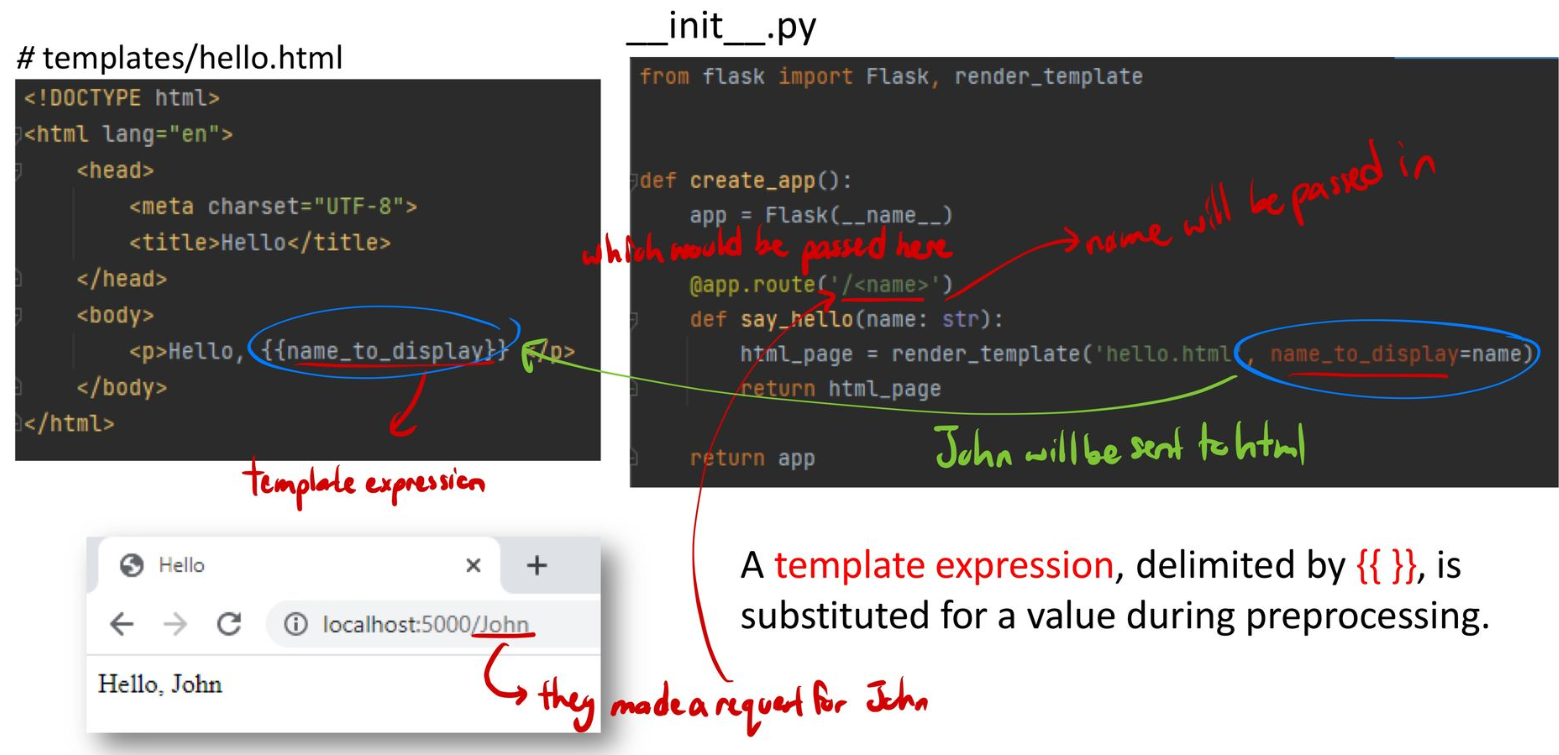 # templates/hello.html
<!DOCTYPE html>
<html lang="en">
<head>
<meta charset="UTF-8">
<title>Hello</title>
</head>
<body>
<p>Hello, {{name_to_display}} </p>
</body>
</html>
template expression
__init__.py
from flask import Flask, render_template
def create_app():
app = Flask(__name__)
which would be passed here
name will be passed in
@app.route('/<name>')
def say_hello(name: str):
html_page = render_template('hello.html', name_to_display=name)
return html_page
John will be sent to html
return app
Hello
localhost:5000/John
Hello, John
they made a request for John
A template expression, delimited by {{ }}, is
substituted for a value during preprocessing.